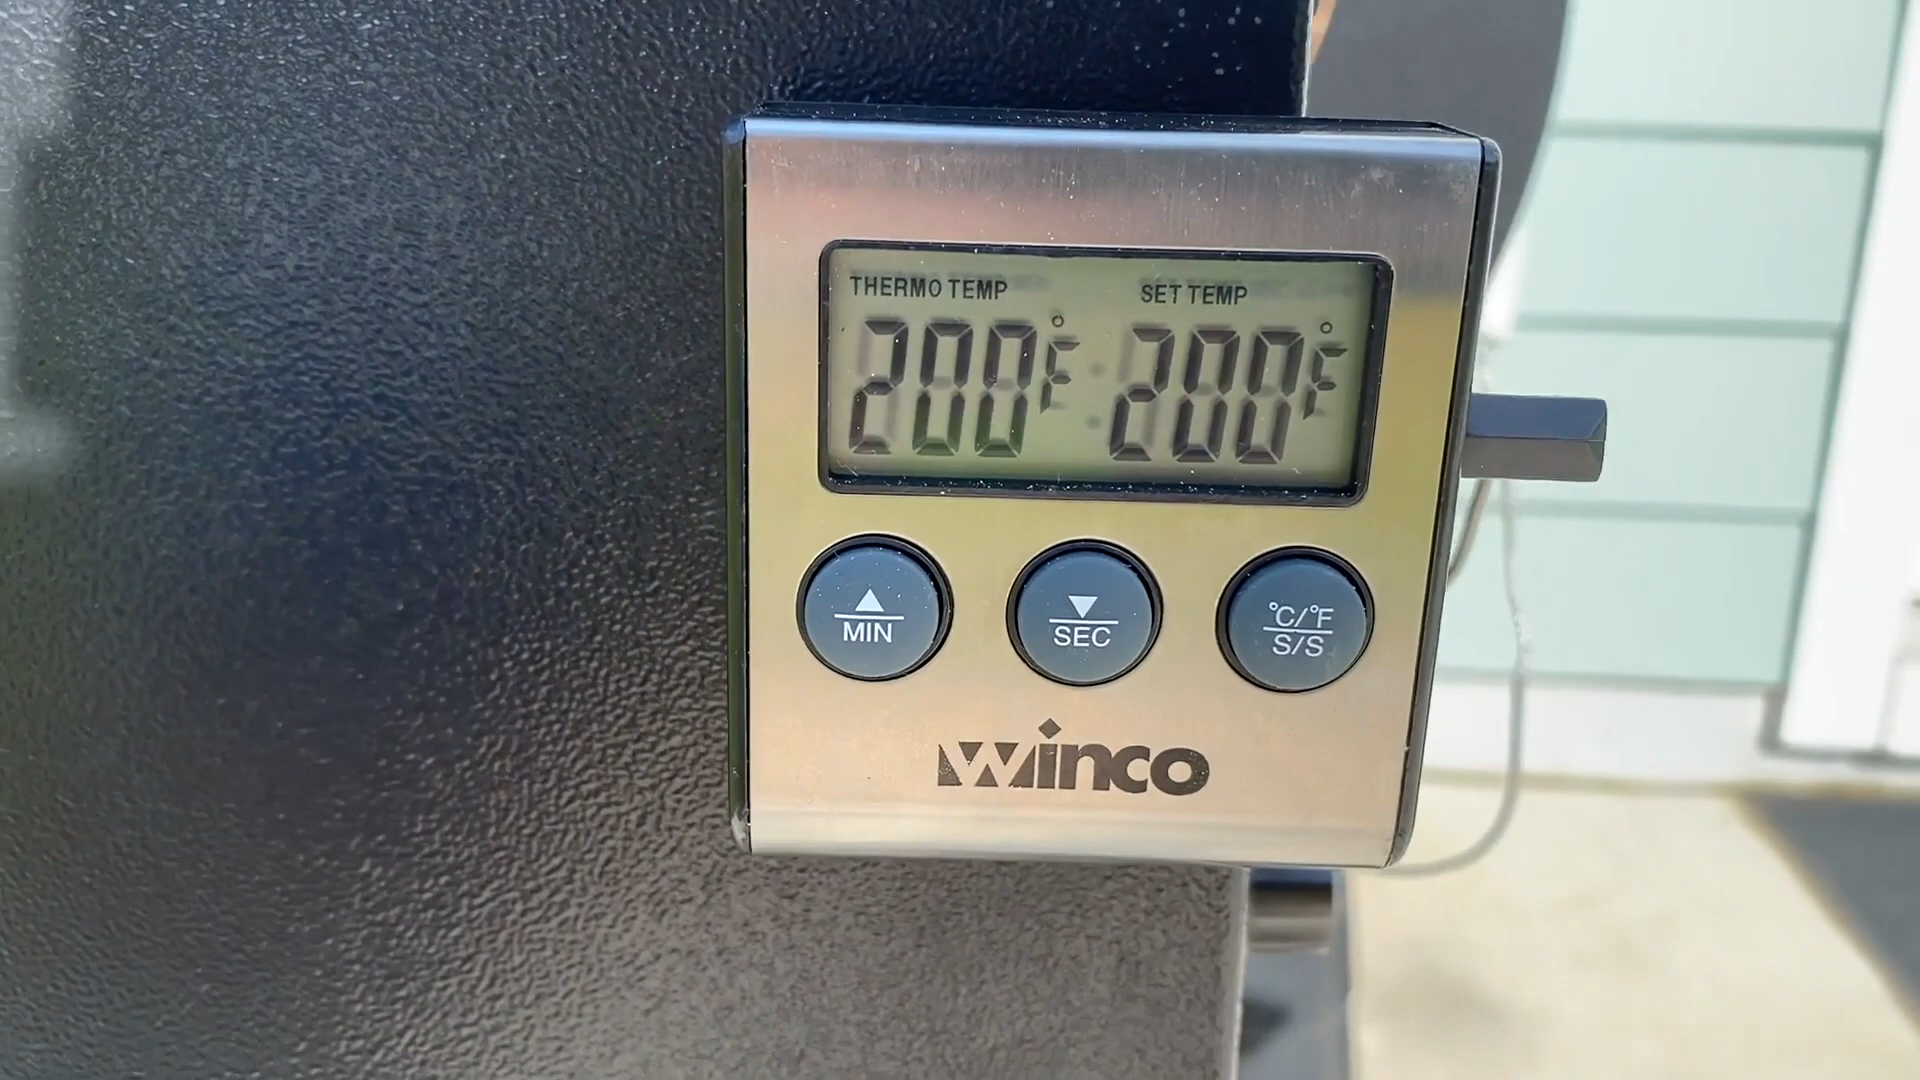 THERMO TEMP SET TEMP
200°F 200°F
▲ ▼ °C/°F
MIN SEC S/S
winco